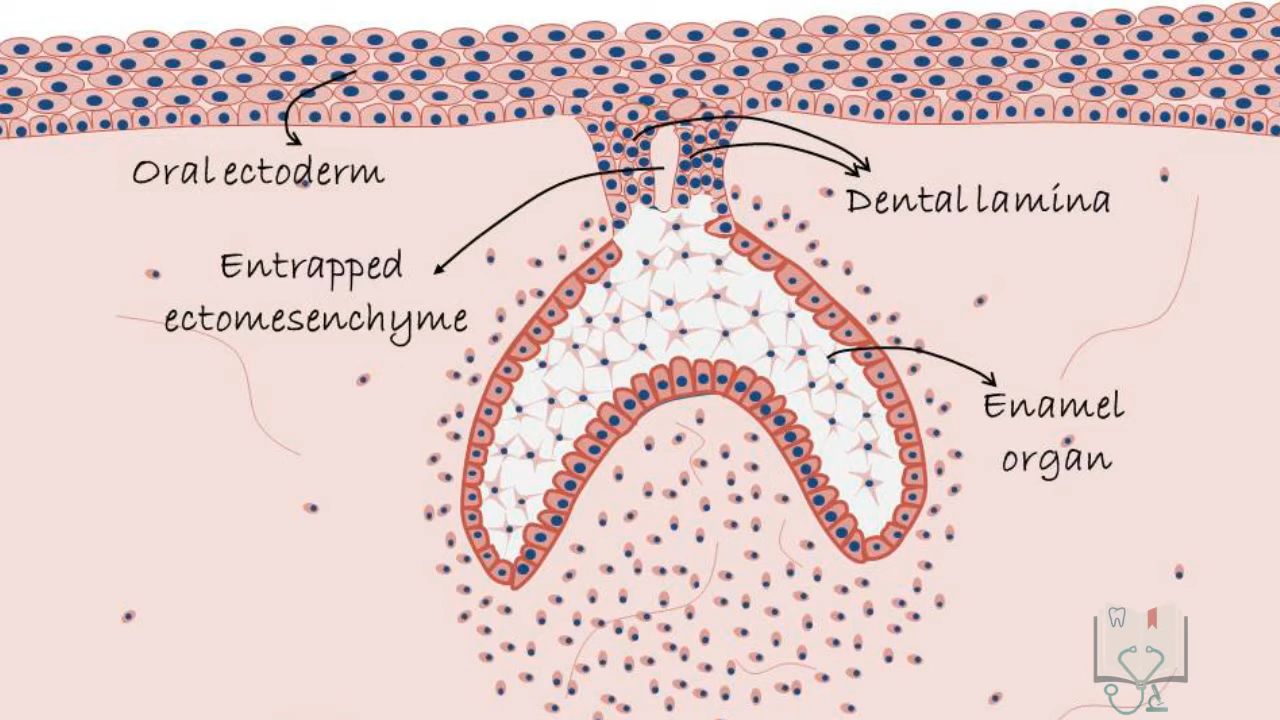 Oral ectoderm
Dental lamina
Entrapped
ectomesenchyme
Enamel
organ